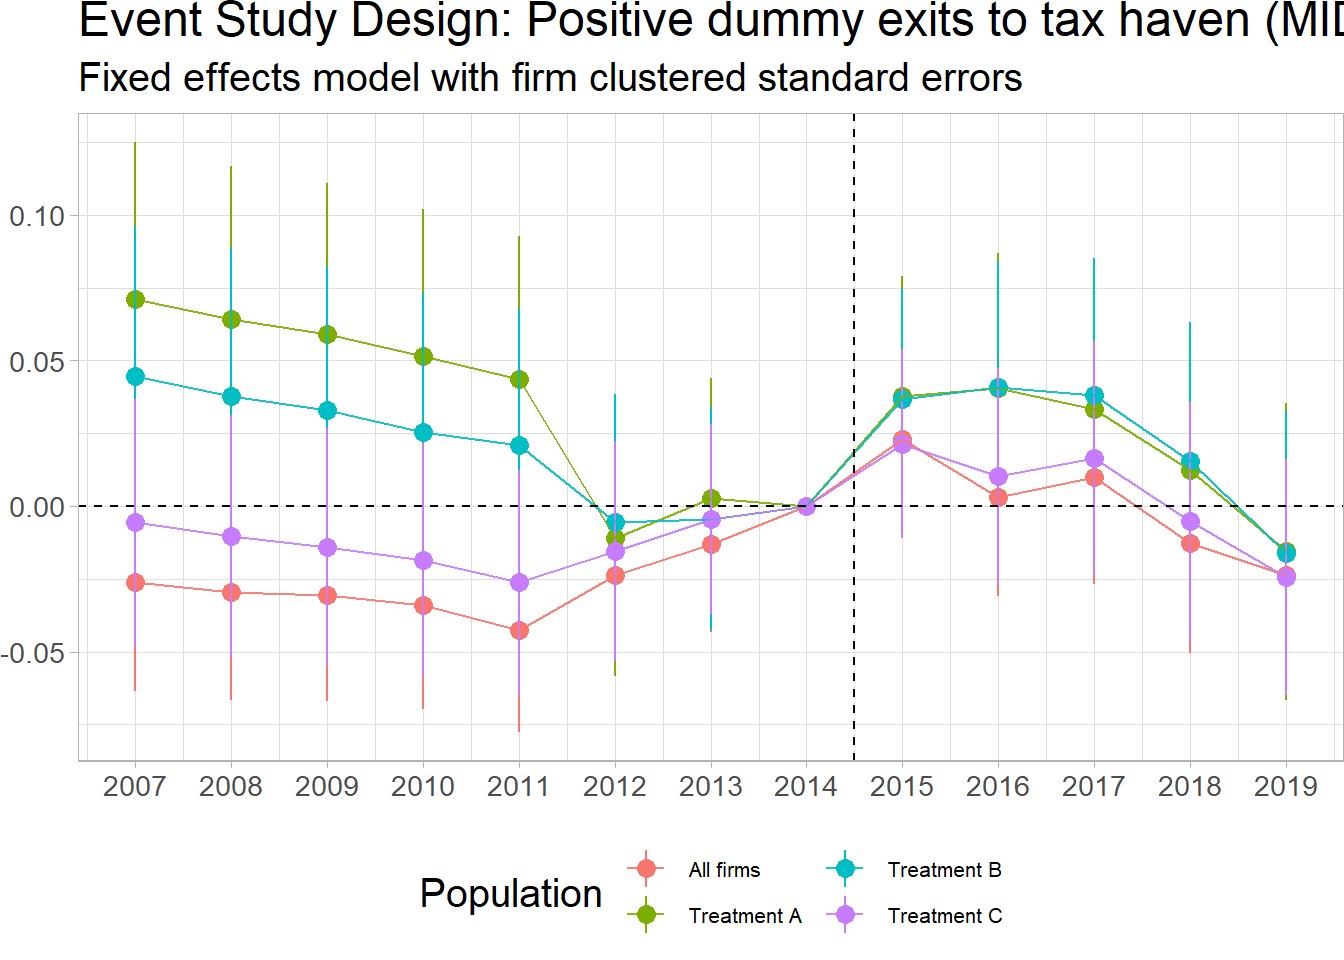 Event Study Design: Positive dummy exits to tax haven (MID
Fixed effects model with firm clustered standard errors
0.10
0.05
0.00
-0.05
2007 2008 2009 2010 2011 2012 2013 2014 2015 2016 2017 2018 2019
Population
All firms
Treatment A
Treatment B
Treatment C